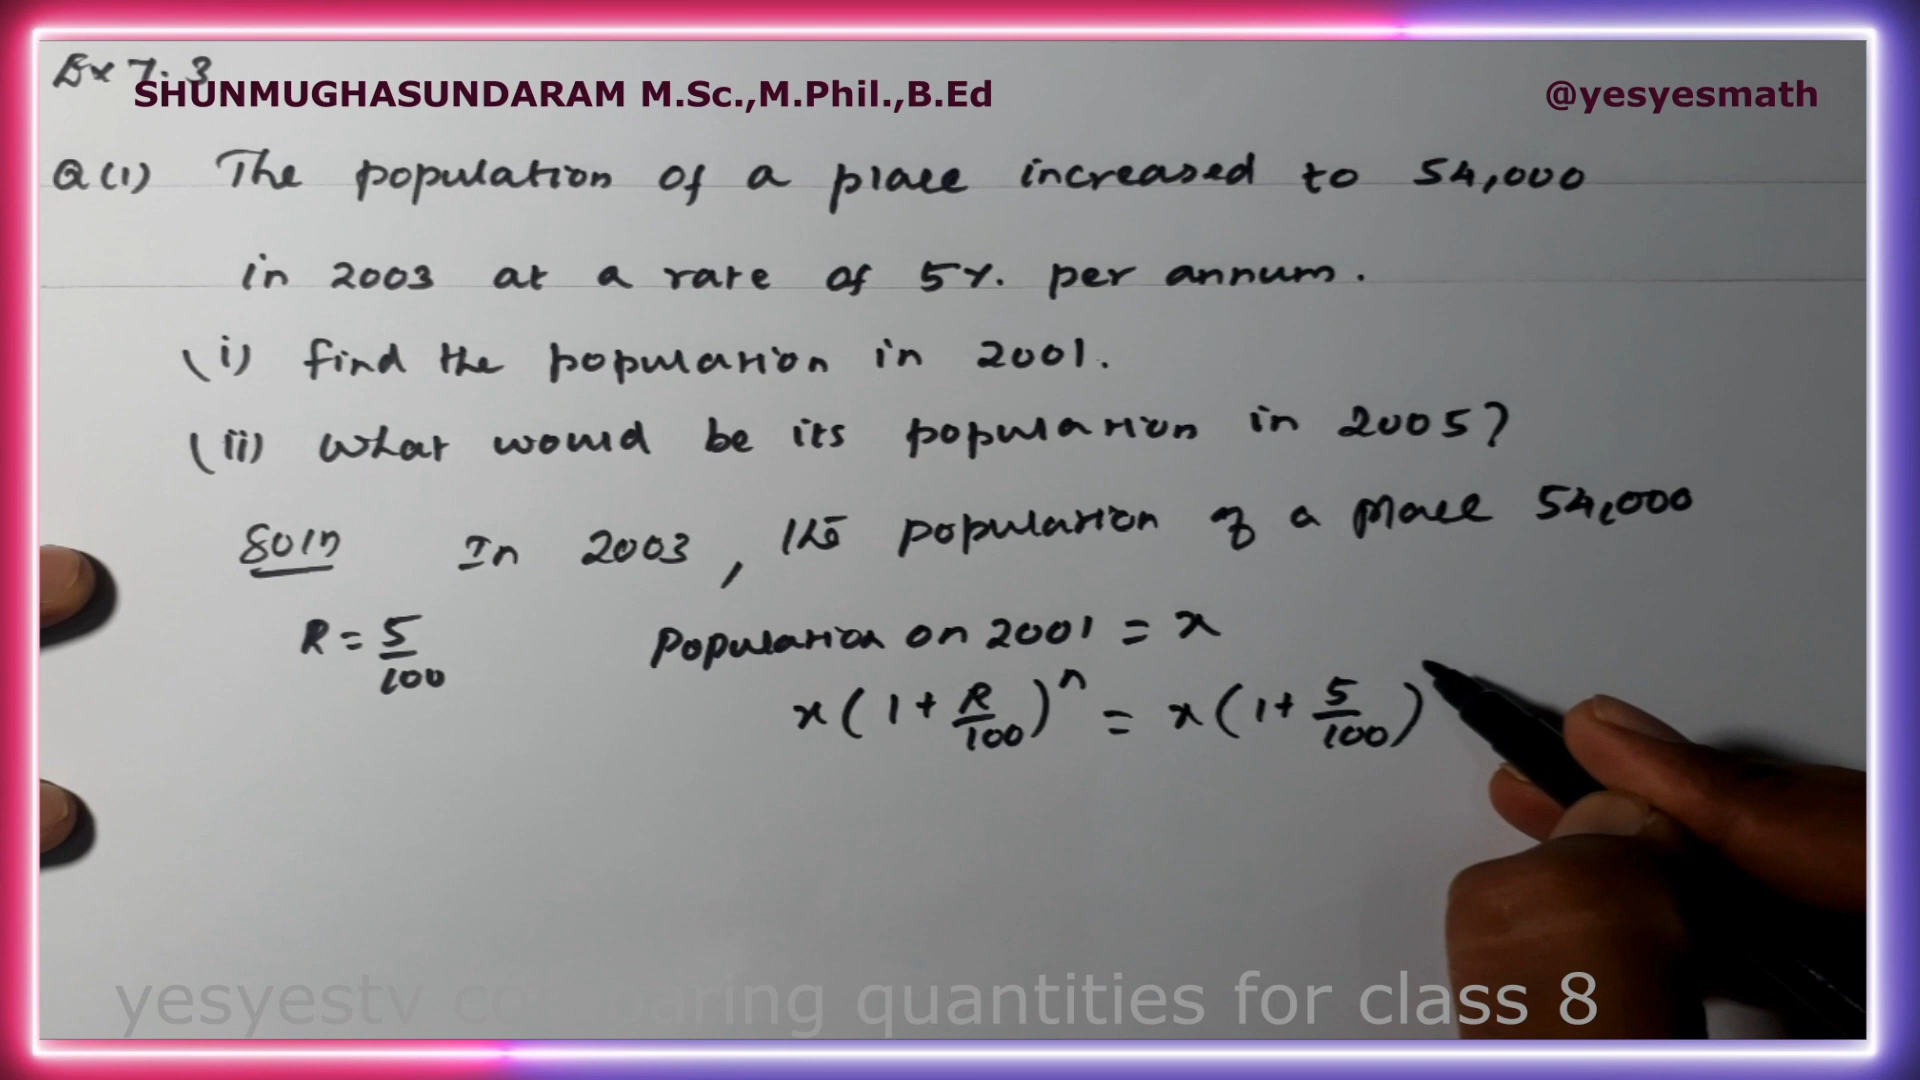 Ex 7.3
SHUNMUGHASUNDARAM M.Sc.,M.Phil.,B.Ed @yesyesmath
Q(1) The population of a place increased to 54,000
in 2003 at a rate of 5%. per annum.
(i) find the population in 2001.
(ii) What would be its population in 2005?
Soln In 2003, the population of a place 54,000
R = 5/100 Population on 2001 = x
x(1+R/100)^n = x(1+5/100)
yesyestv comparing quantities for class 8